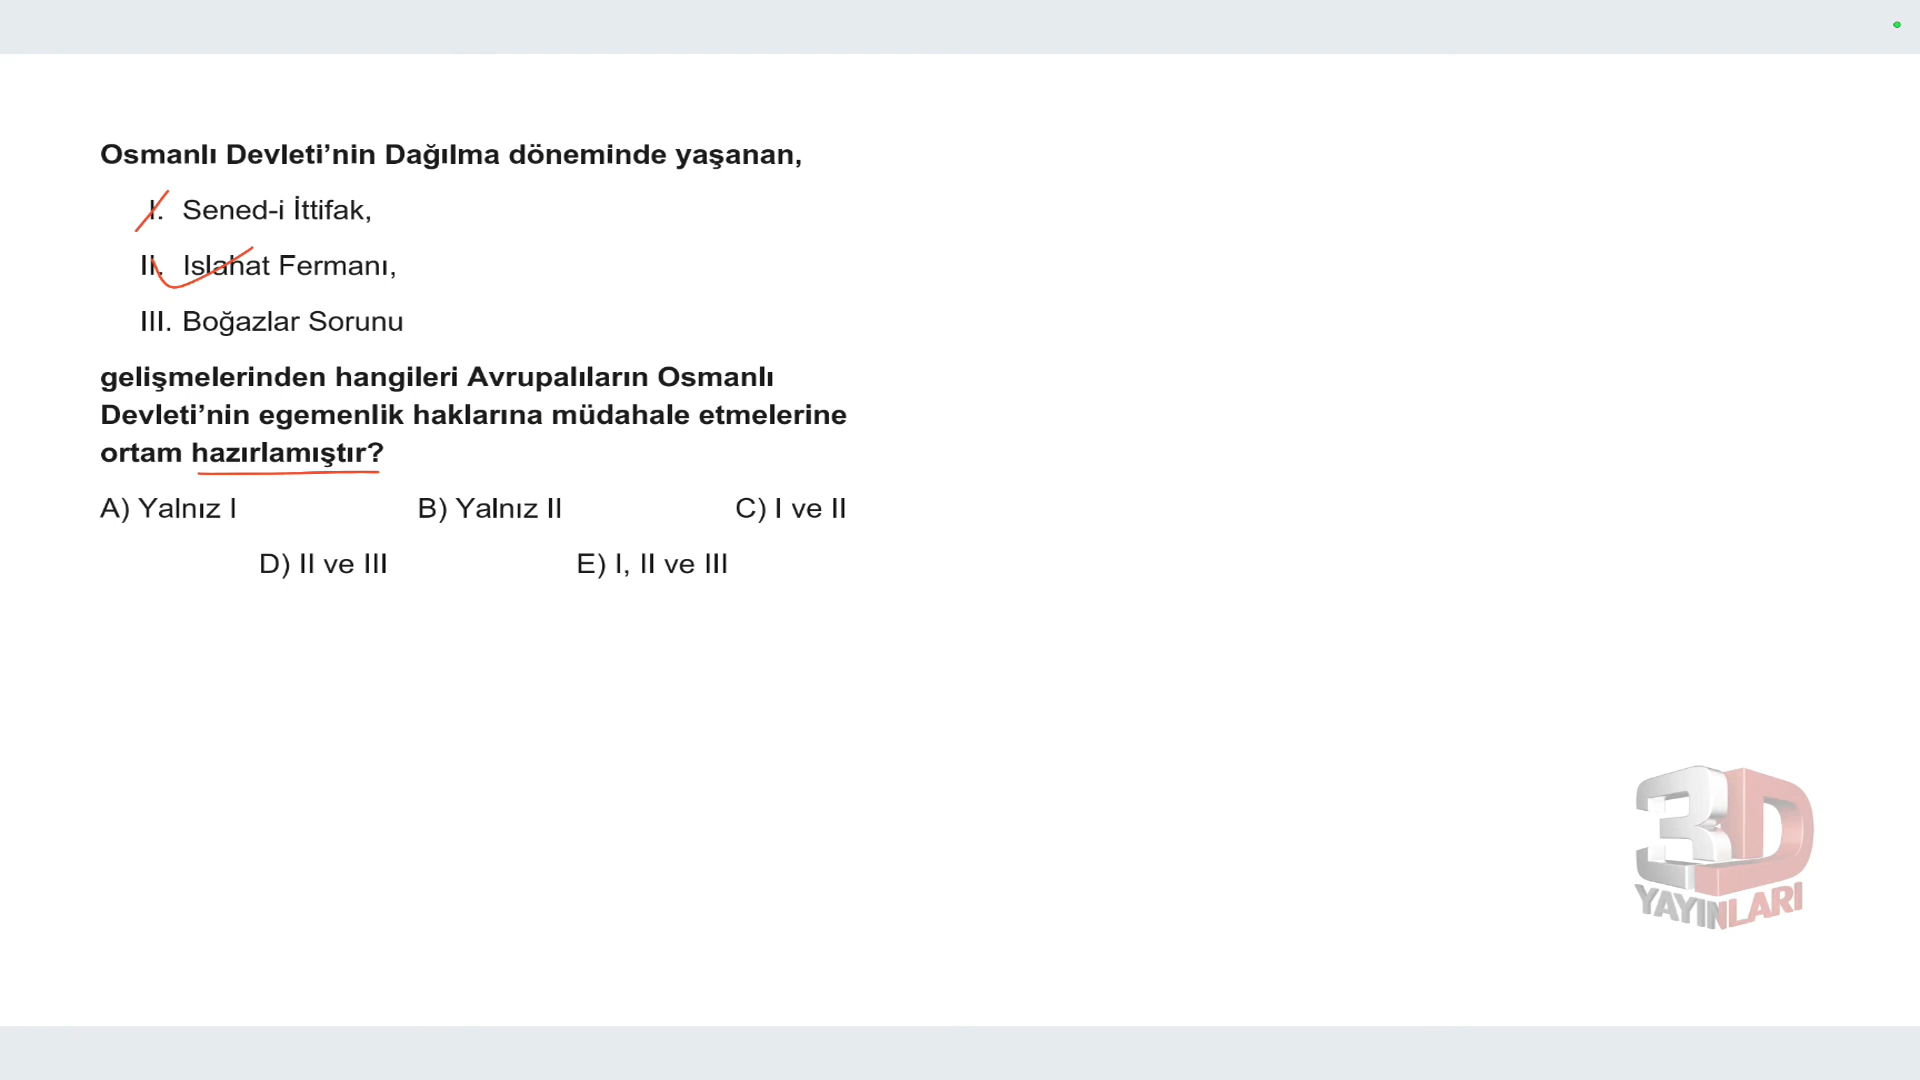 Osmanlı Devleti’nin Dağılma döneminde yaşanan,
I. Sened-i İttifak,
II. Islahat Fermanı,
III. Boğazlar Sorunu
gelişmelerinden hangileri Avrupalıların Osmanlı
Devleti’nin egemenlik haklarına müdahale etmelerine
ortam hazırlamıştır?
A) Yalnız I B) Yalnız II C) I ve II
D) II ve III E) I, II ve III
3D
YAYINLARI